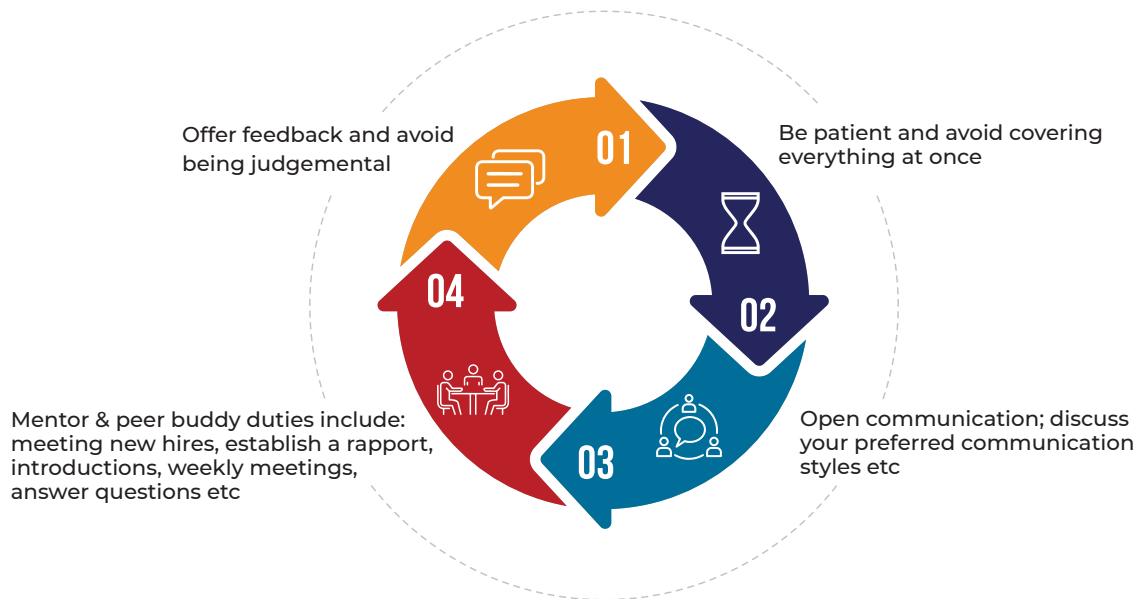 Offer feedback and avoid
being judgemental
01
Be patient and avoid covering
everything at once
02
Open communication; discuss
your preferred communication
styles etc
03
Mentor & peer buddy duties include:
meeting new hires, establish a rapport,
introductions, weekly meetings,
answer questions etc
04